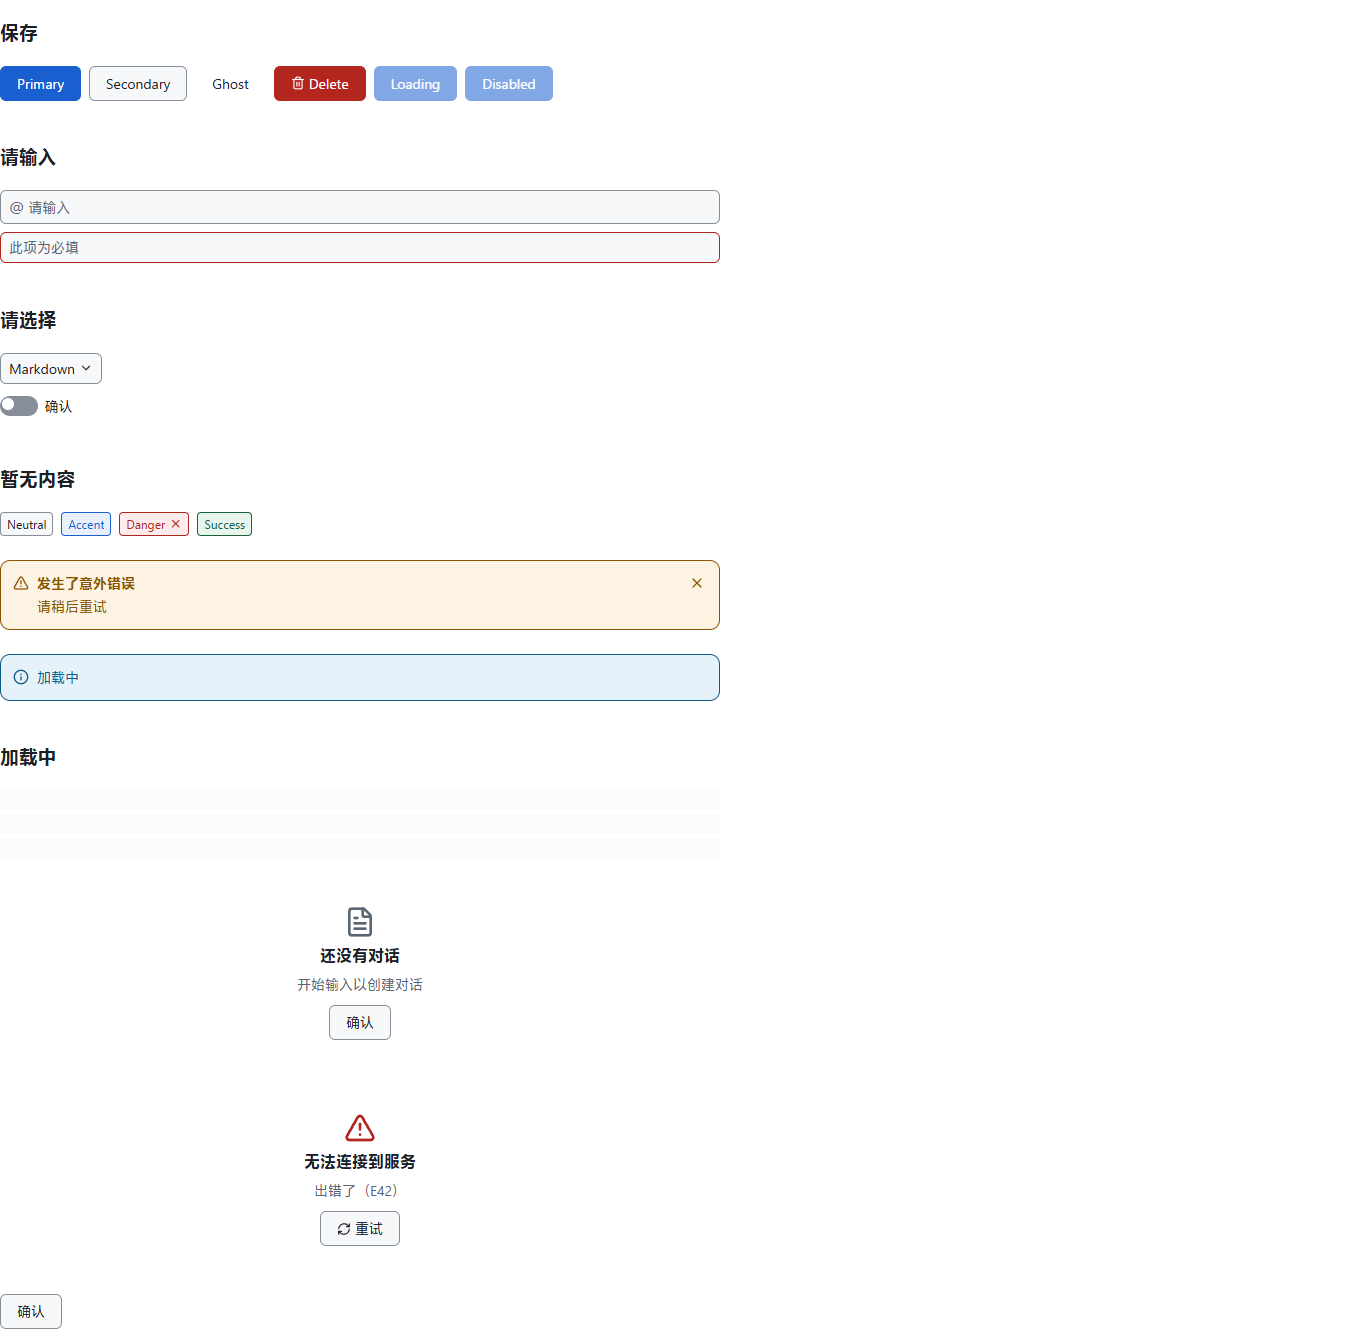 保存
Primary Secondary Ghost Delete Loading Disabled
请输入
@ 请输入
此项为必填
请选择
Markdown
确认
暂无内容
Neutral Accent Danger Success
发生了意外错误
请稍后重试
加载中
加载中
还没有对话
开始输入以创建对话
确认
无法连接到服务
出错了（E42）
重试
确认